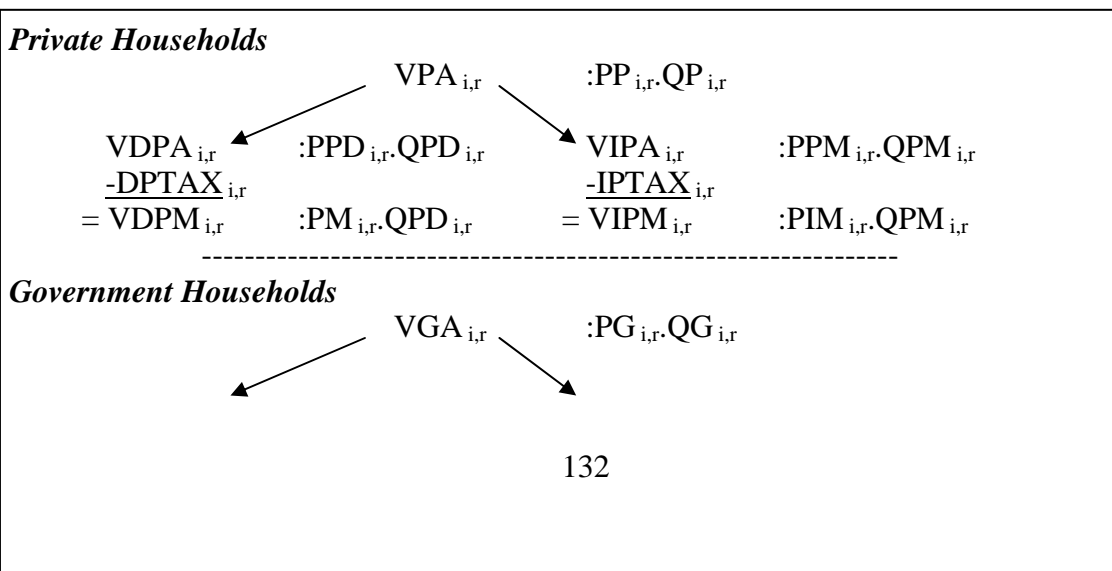 Private Households
VPA i,r :PP i,r.QP i,r
VDPA i,r :PPD i,r.QPD i,r VIPA i,r :PPM i,r.QPM i,r
-DPTAX i,r -IPTAX i,r
= VDPM i,r :PM i,r.QPD i,r = VIPM i,r :PIM i,r.QPM i,r
-----------------------------------------------------------------
Government Households
VGA i,r :PG i,r.QG i,r
132